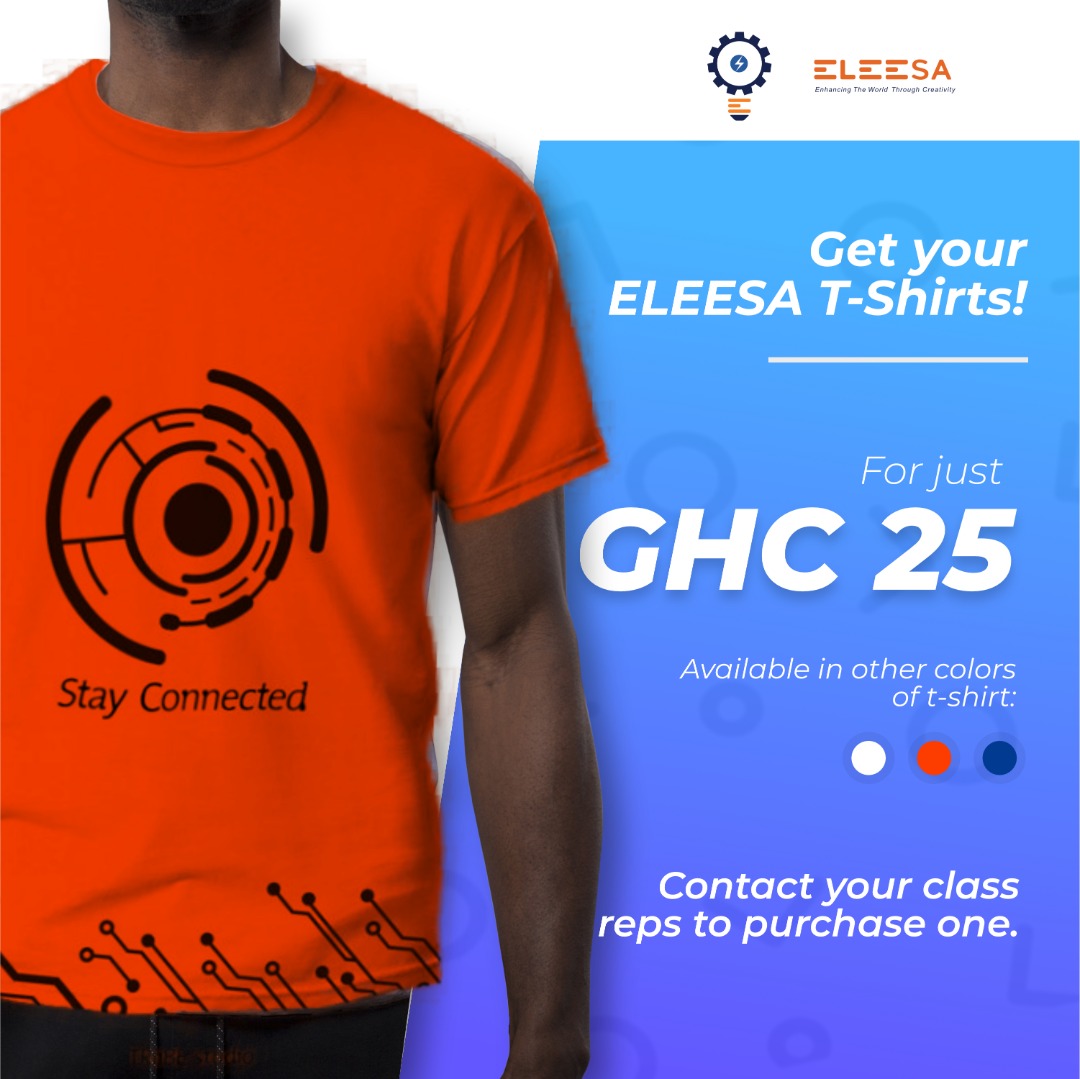 ELEESA
Enhancing The World Through Creativity
Get your
ELEESA T-Shirts!
For just
GHC 25
Available in other colors
of t-shirt:
Contact your class
reps to purchase one.
Stay Connected